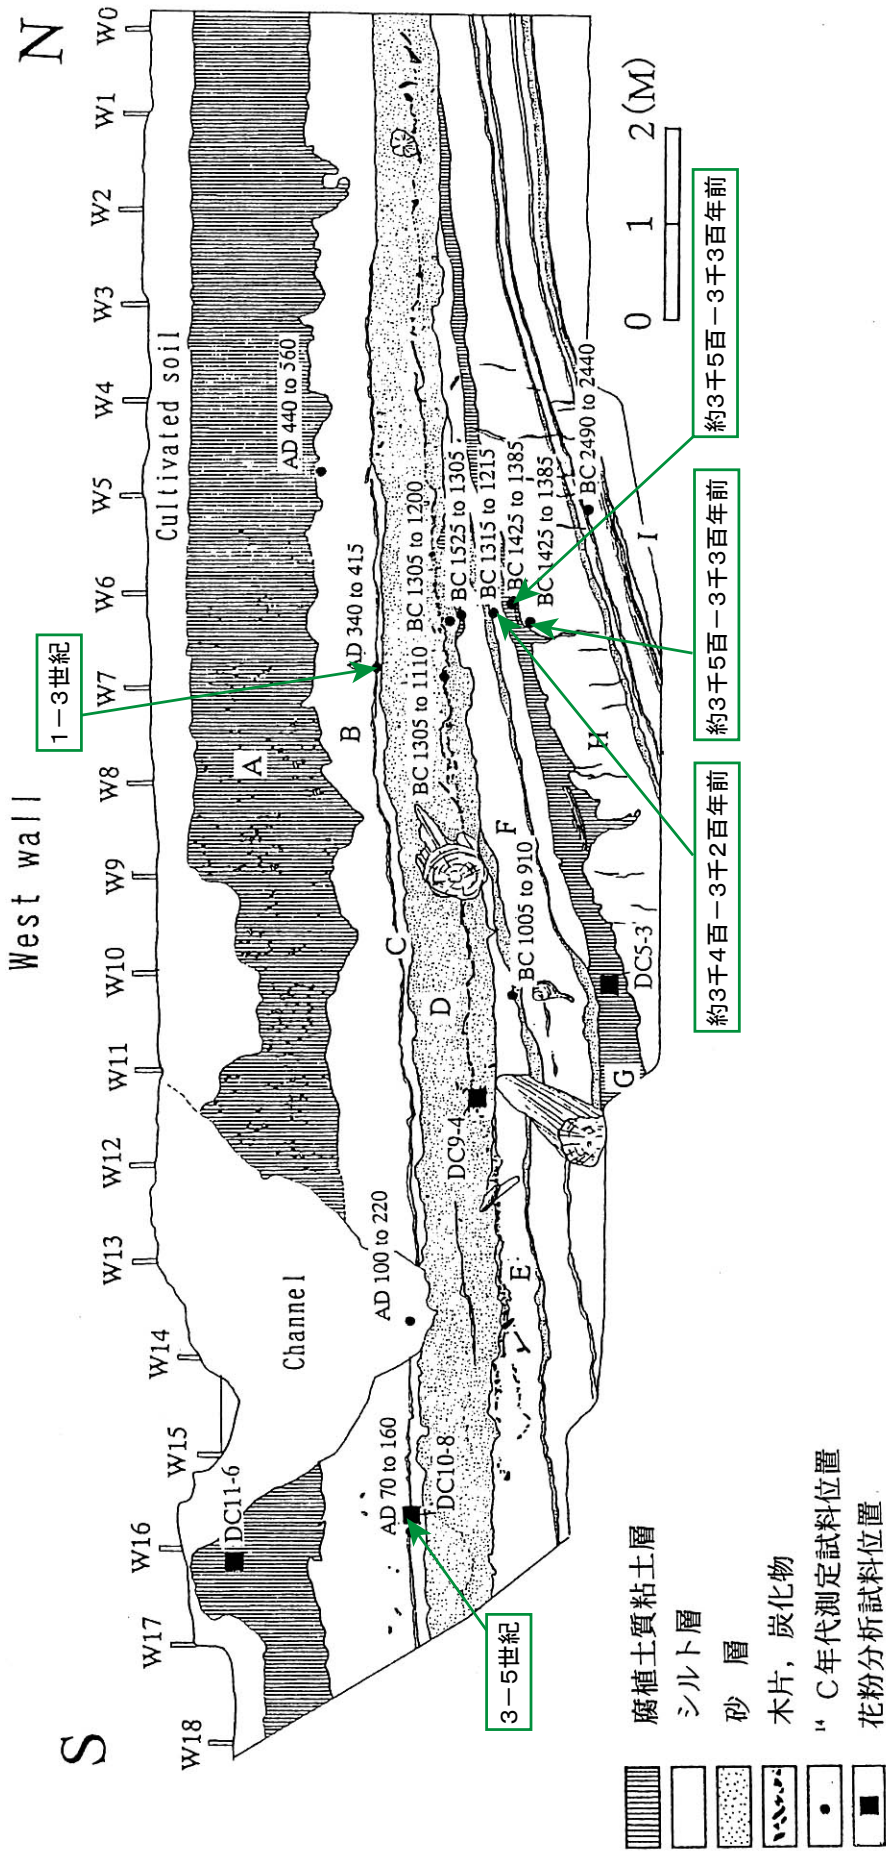 West wall
S
N
W18
W17
W16
W15
W14
W13
W12
W11
W10
W9
W8
W7
W6
W5
W4
W3
W2
W1
W0
Cultivated soil
Channel
DC11-6
A
AD 440 to 560
1－3世紀
B
AD 340 to 415
AD 100 to 220
AD 70 to 160
DC10-8
C
D
BC 1305 to 1110
BC 1305 to 1200
BC 1525 to 1305
BC 1315 to 1215
BC 1425 to 1385
BC 1425 to 1385
BC 2490 to 2440
DC9-4
F
BC 1005 to 910
E
H
G
DC5-3
I
3－5世紀
約3千4百－3千2百年前
約3千5百－3千3百年前
約3千5百－3千3百年前
0 1 2 (M)
腐植土質粘土層
シルト層
砂 層
木片，炭化物
¹⁴C年代測定試料位置
花粉分析試料位置